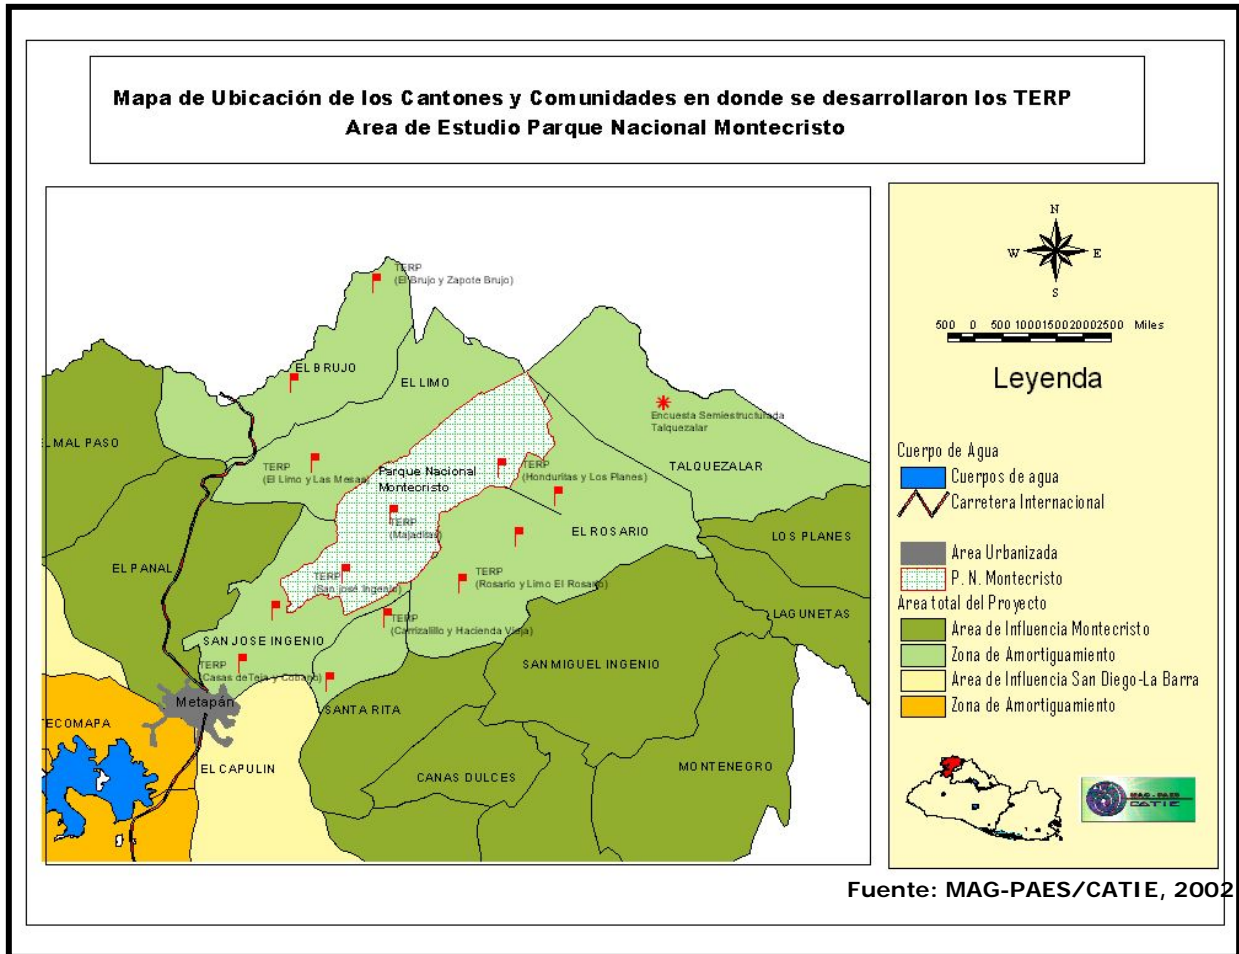 Mapa de Ubicación de los Cantones y Comunidades en donde se desarrollaron los TERP
Area de Estudio Parque Nacional Montecristo
TERP
(El Brujo y Zapote Brujo)
EL BRUJO
EL LIMO
Encuesta Semiestructurada
Talquezalar
EL MAL PASO
TERP
(El Limo y Las Mesas)
Parque Nacional
Montecristo
TERP
(Honduritas y Los Planes)
TALQUEZALAR
TERP
(Majaditas)
EL ROSARIO
LOS PLANES
EL PANAL
TERP
(San jose Ingenio)
TERP
(Rosario y Limo El Rosario)
LAGUNETAS
TERP
(Carrizalillo y Hacienda Vieja)
SAN JOSE INGENIO
SAN MIGUEL INGENIO
TERP
(Casas de Teja y Cobano)
Metapán
SANTA RITA
TECOMAPA
EL CAPULIN
CANAS DULCES
MONTENEGRO
N
W E
S
500 0 500 1000 1500 2000 2500 Miles
Leyenda
Cuerpo de Agua
Cuerpos de agua
Carretera Internacional
Area Urbanizada
P. N. Montecristo
Area total del Proyecto
Area de Influencia Montecristo
Zona de Amortiguamiento
Area de Influencia San Diego-La Barra
Zona de Amortiguamiento
MAG - PAES
CATIE
Fuente: MAG-PAES/CATIE, 2002